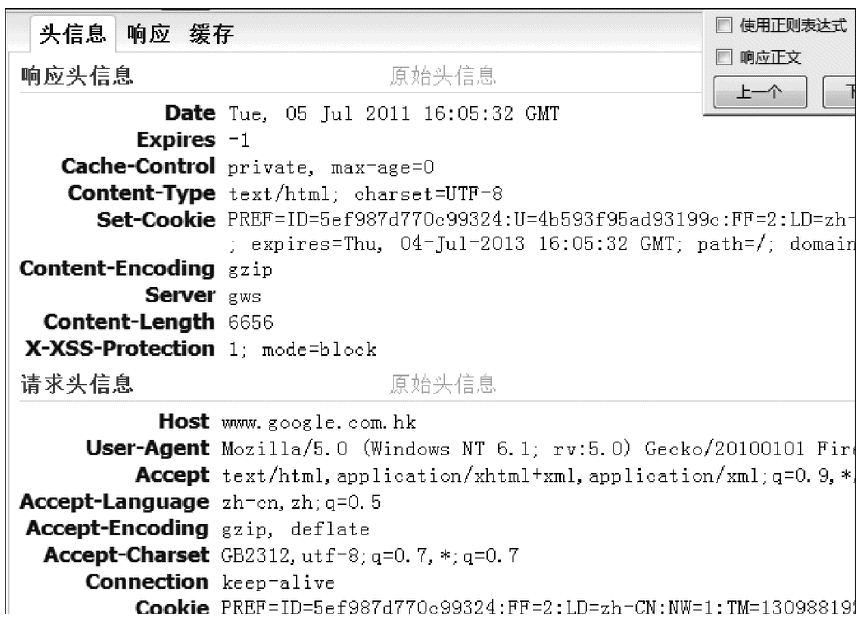 头信息 响应 缓存
使用正则表达式
响应正文
上一个
响应头信息 原始头信息
Date Tue, 05 Jul 2011 16:05:32 GMT
Expires -1
Cache-Control private, max-age=0
Content-Type text/html; charset=UTF-8
Set-Cookie PREF=ID=5ef987d770c99324:U=4b593f95ad93199c:FF=2:LD=zh-
; expires=Thu, 04-Jul-2013 16:05:32 GMT; path=/; domain
Content-Encoding gzip
Server gws
Content-Length 6656
X-XSS-Protection 1; mode=block
请求头信息 原始头信息
Host www.google.com.hk
User-Agent Mozilla/5.0 (Windows NT 6.1; rv:5.0) Gecko/20100101
Accept text/html,application/xhtml+xml,application/xml;q=0.9,*
Accept-Language zh-cn,zh;q=0.5
Accept-Encoding gzip, deflate
Accept-Charset GB2312,utf-8;q=0.7,*;q=0.7
Connection keep-alive
Cookie PREF=ID=5ef987d770c99324:FF=2:LD=zh-CN:NW=1:TM=13098819